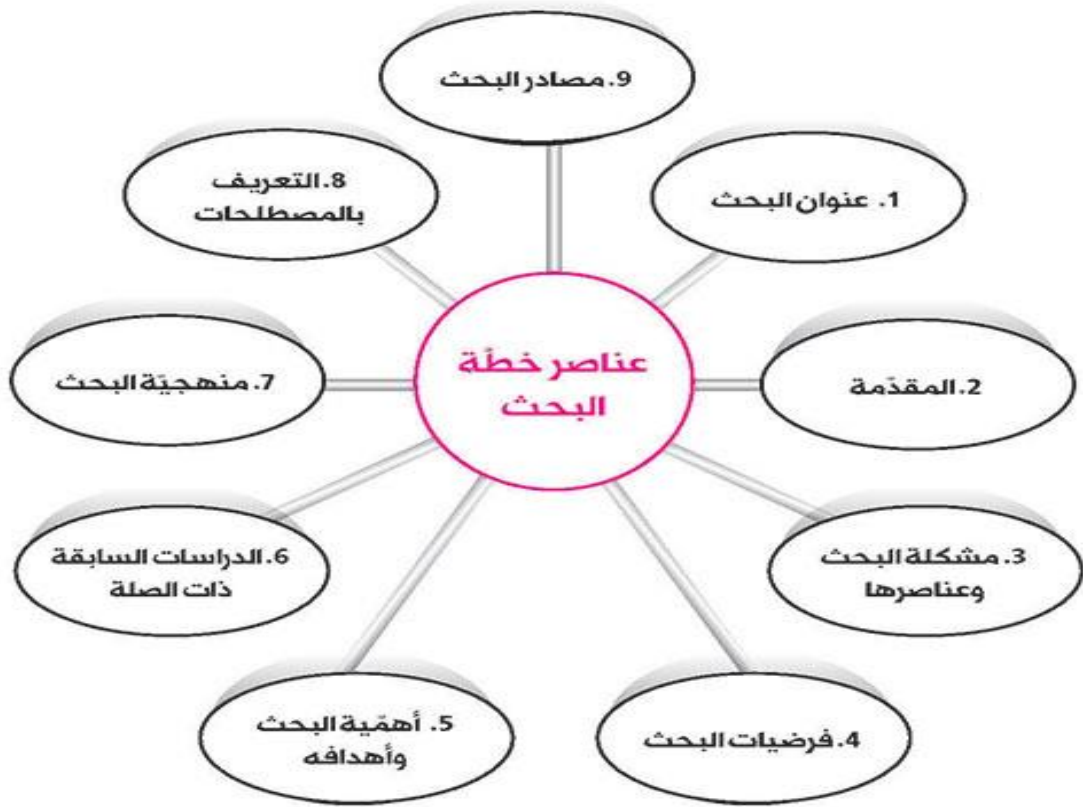 عناصر خطّة
البحث
1. عنوان البحث
2. المقدّمة
3. مشكلة البحث
وعناصرها
4. فرضيات البحث
5. أهمّية البحث
وأهدافه
6. الدراسات السابقة
ذات الصلة
7. منهجيّة البحث
8. التعريف
بالمصطلحات
9. مصادر البحث